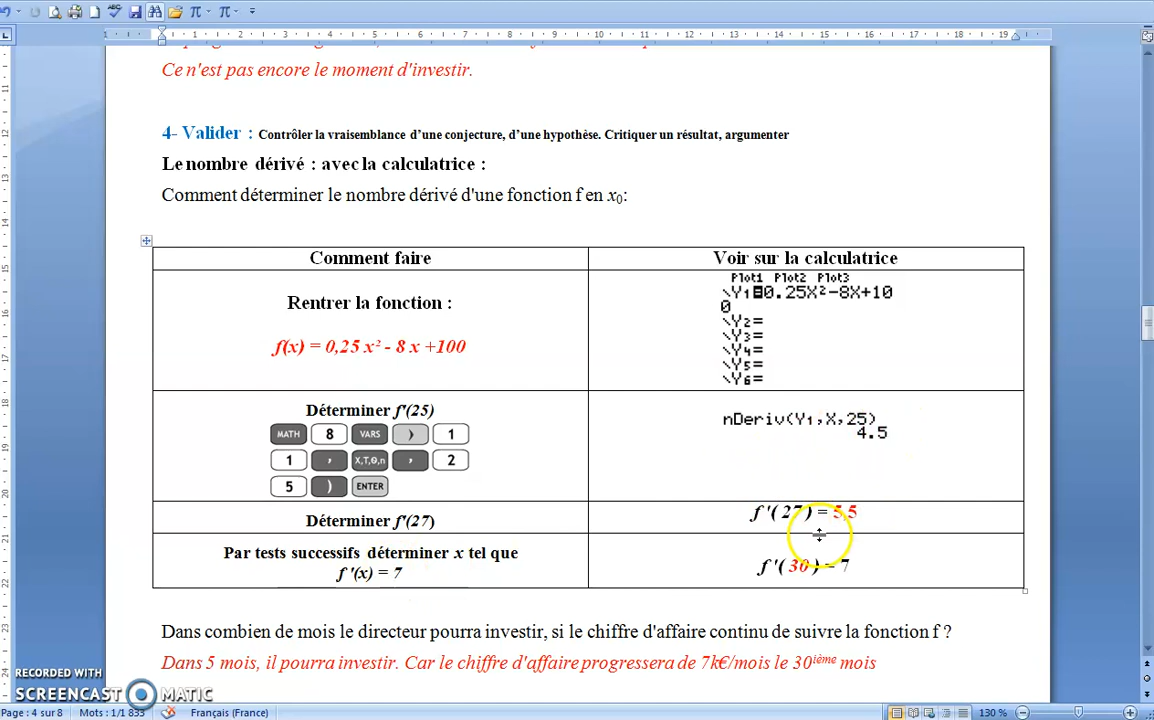 Ce n'est pas encore le moment d'investir.
4- Valider : Contrôler la vraisemblance d'une conjecture, d'une hypothèse. Critiquer un résultat, argumenter
Le nombre dérivé : avec la calculatrice :
Comment déterminer le nombre dérivé d'une fonction f en x₀:
Comment faire
Voir sur la calculatrice
Rentrer la fonction :
f(x) = 0,25 x² - 8 x +100
Plot1 Plot2 Plot3
\Y₁=0.25X²-8X+10
0
\Y₂=
\Y₃=
\Y₄=
\Y₅=
\Y₆=
Déterminer f'(25)
MATH 8 VARS ) 1
1 , X,T,Θ,n , 2
5 ) ENTER
nDeriv(Y₁,X,25)
4.5
Déterminer f'(27)
f '( 27 ) = 5,5
Par tests successifs déterminer x tel que
f '(x) = 7
f '( 30 ) = 7
Dans combien de mois le directeur pourra investir, si le chiffre d'affaire continu de suivre la fonction f ?
Dans 5 mois, il pourra investir. Car le chiffre d'affaire progressera de 7k€/mois le 30ième mois
RECORDED WITH
SCREENCAST MATIC
Page : 4 sur 8 Mots : 1/1 833 Français (France) 130 %